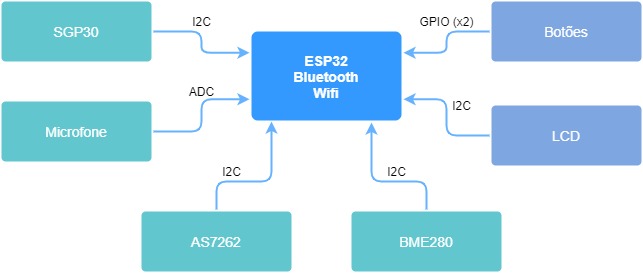 SGP30
I2C
GPIO (x2)
Botões
ESP32
Bluetooth
Wifi
Microfone
ADC
I2C
LCD
I2C
I2C
AS7262
BME280